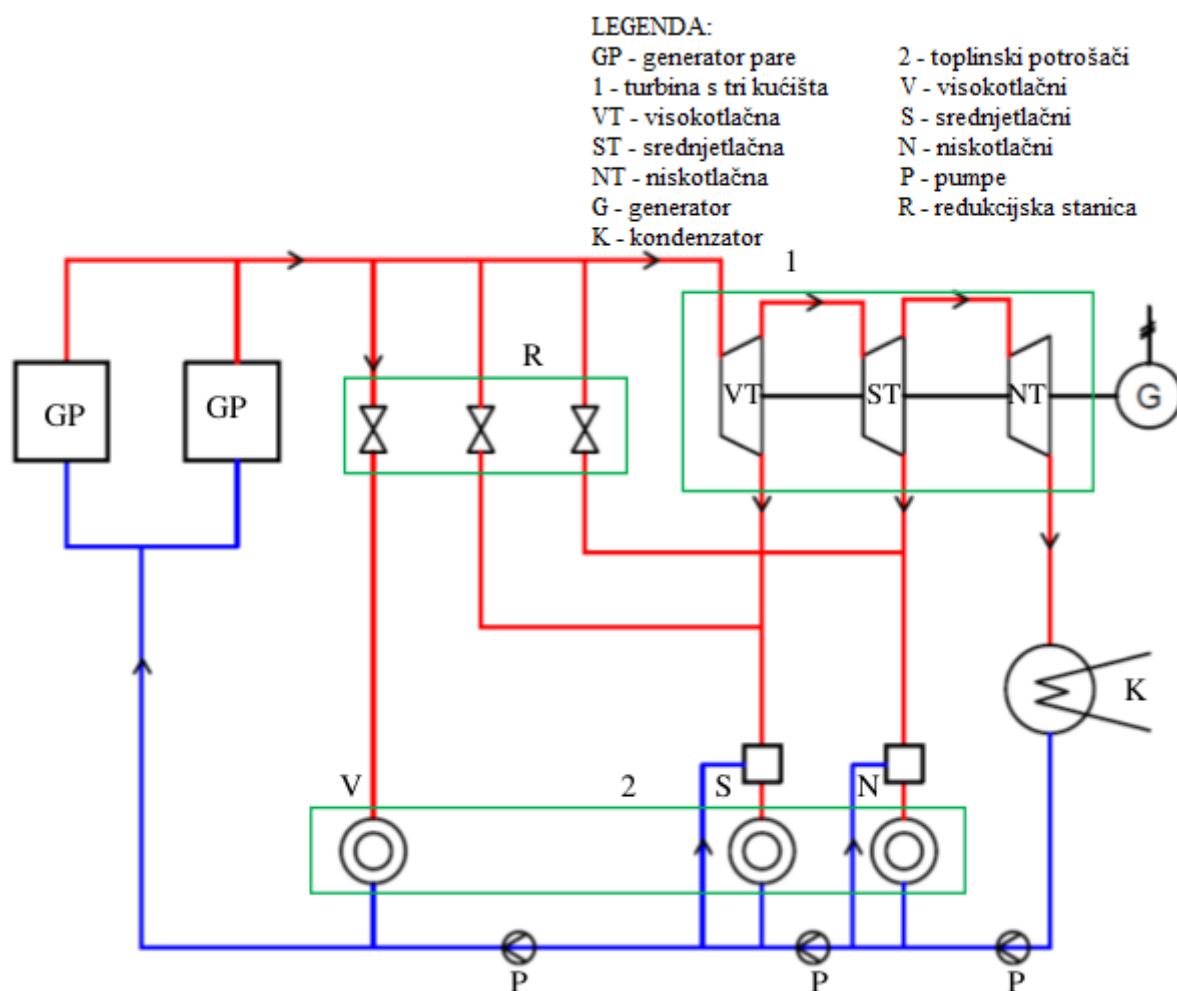 LEGENDA:
GP - generator pare
1 - turbina s tri kućišta
VT - visokotlačna
ST - srednjetlačna
NT - niskotlačna
G - generator
K - kondenzator
2 - toplinski potrošači
V - visokotlačni
S - srednjetlačni
N - niskotlačni
P - pumpe
R - redukcijska stanica
1
R
GP
GP
VT
ST
NT
G
K
V
2
S
N
P
P
P